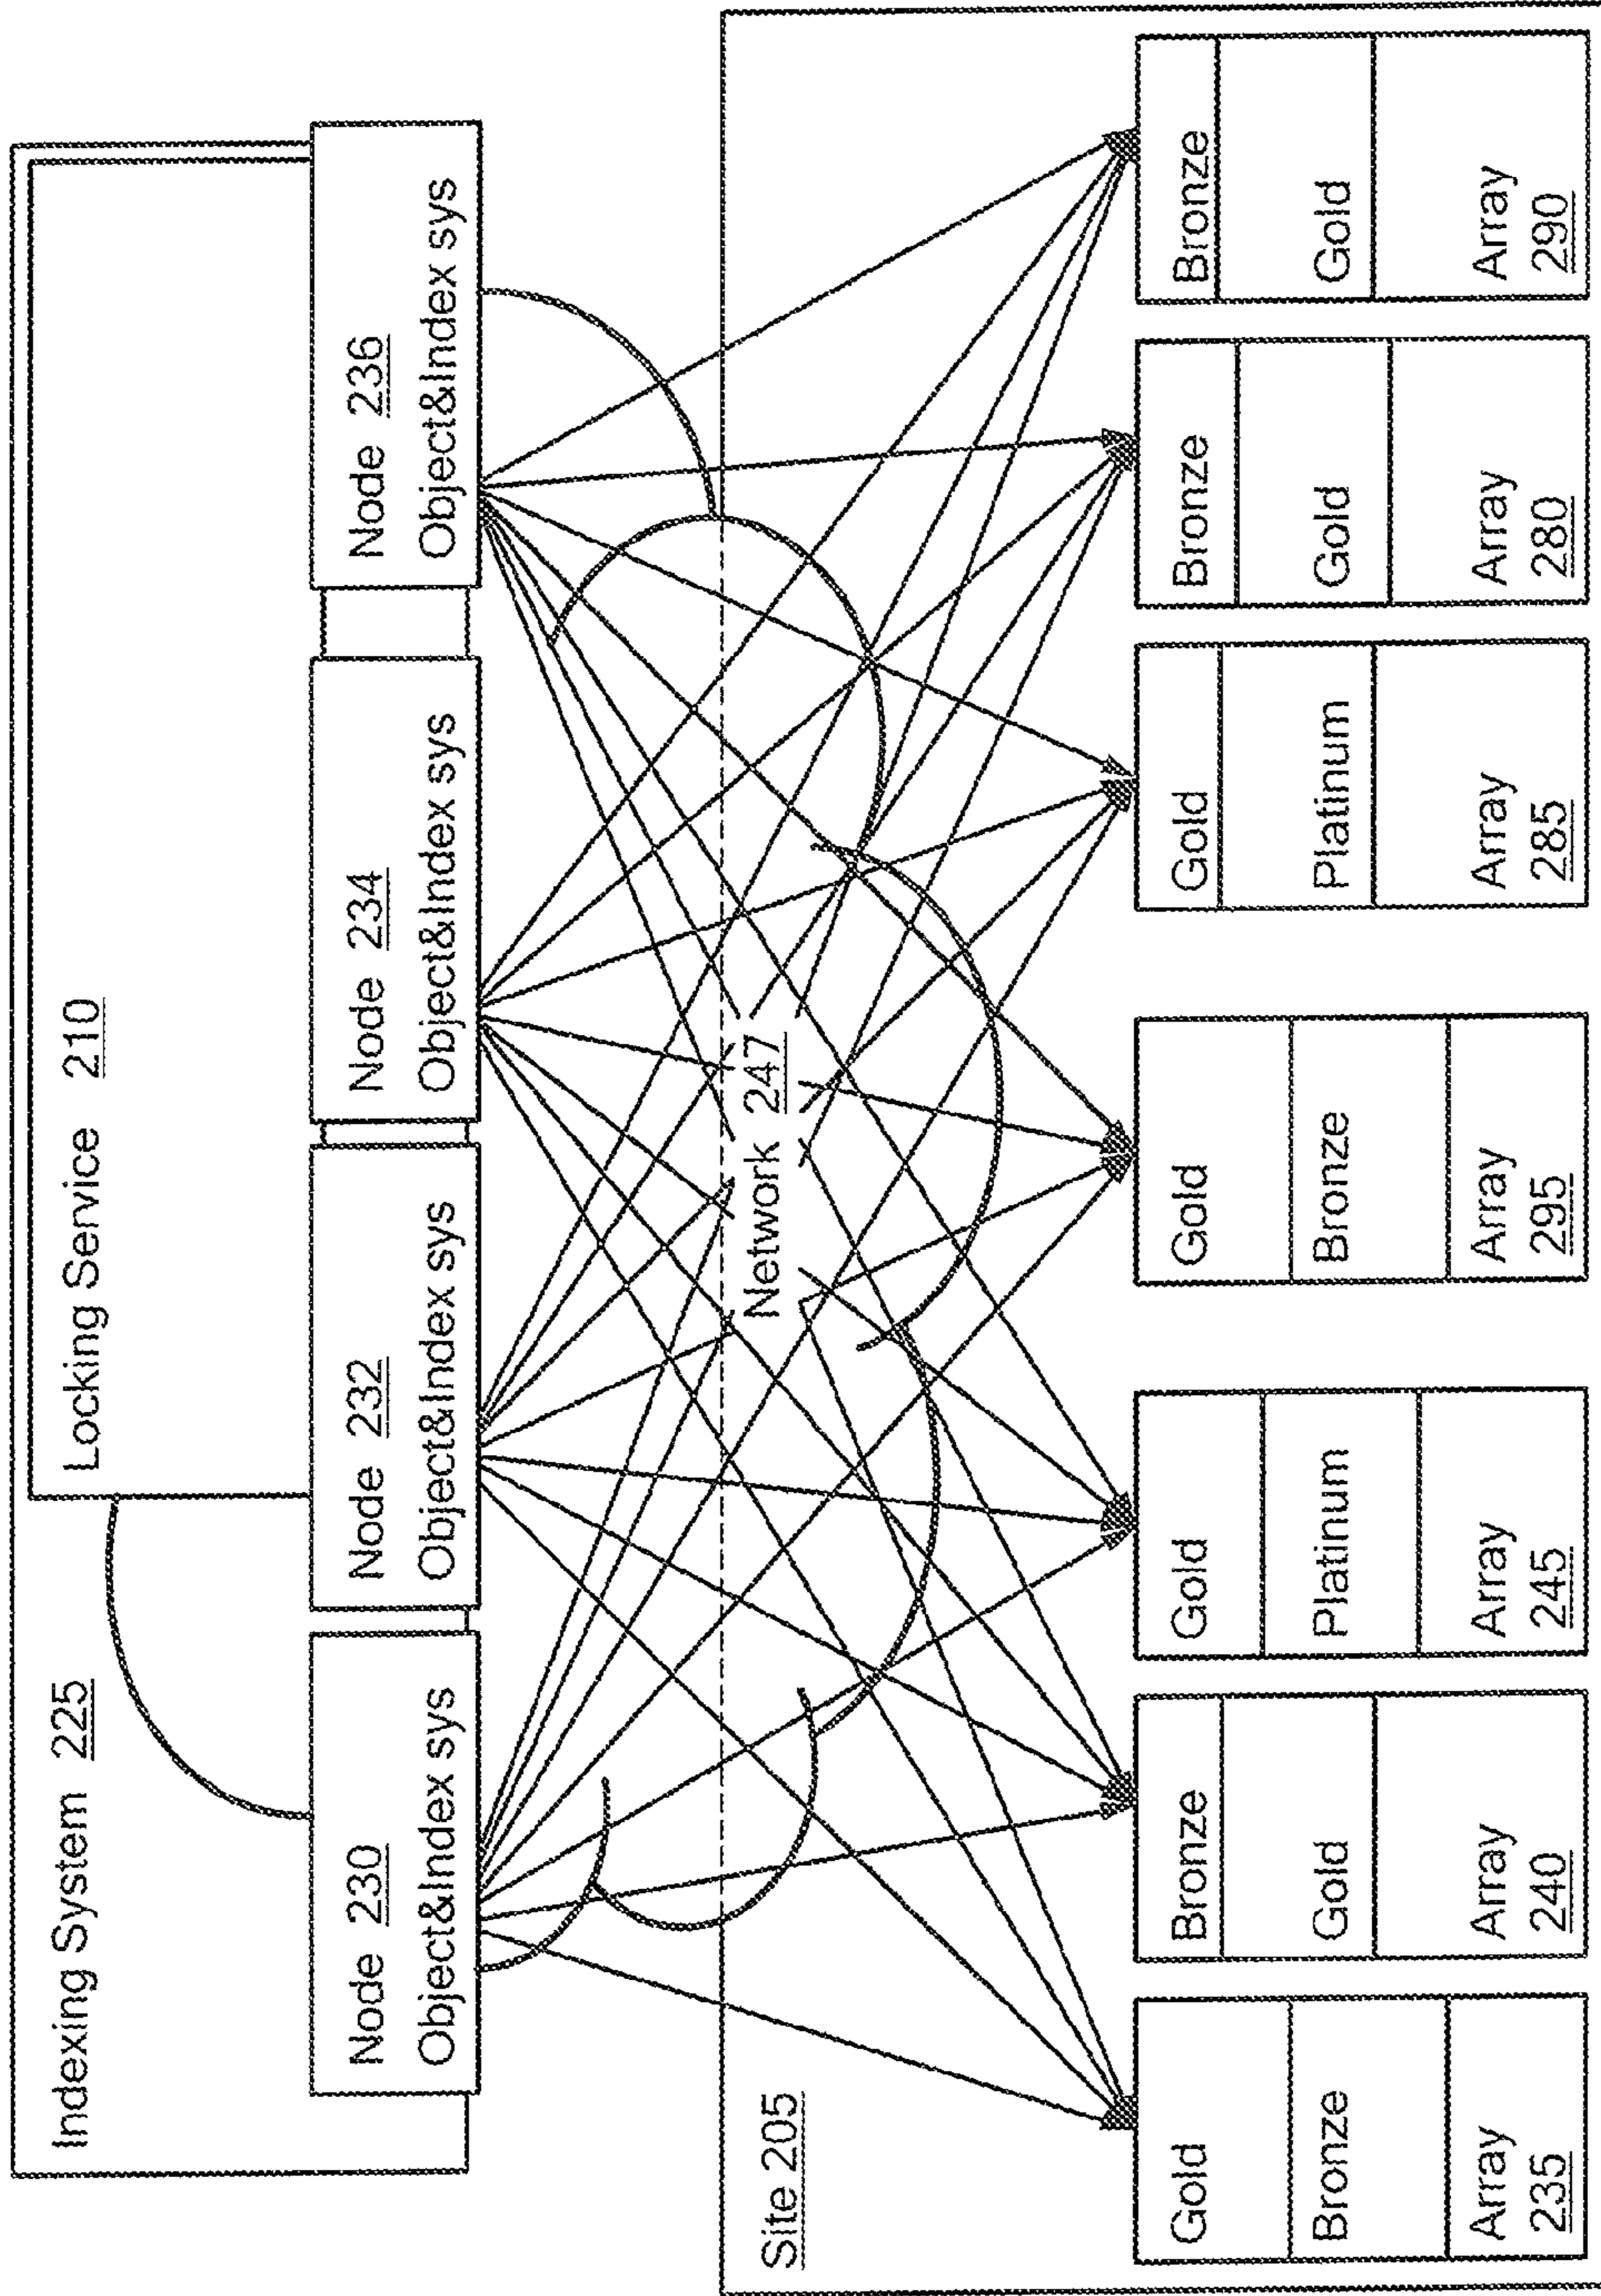 Indexing System 225
Locking Service 210
Node 230
Object&Index sys
Node 232
Object&Index sys
Node 234
Object&Index sys
Node 236
Object&Index sys
Site 205
Network 247
Gold
Bronze
Array
235
Bronze
Gold
Array
240
Gold
Platinum
Array
245
Gold
Bronze
Array
295
Gold
Platinum
Array
285
Bronze
Gold
Array
280
Bronze
Gold
Array
290